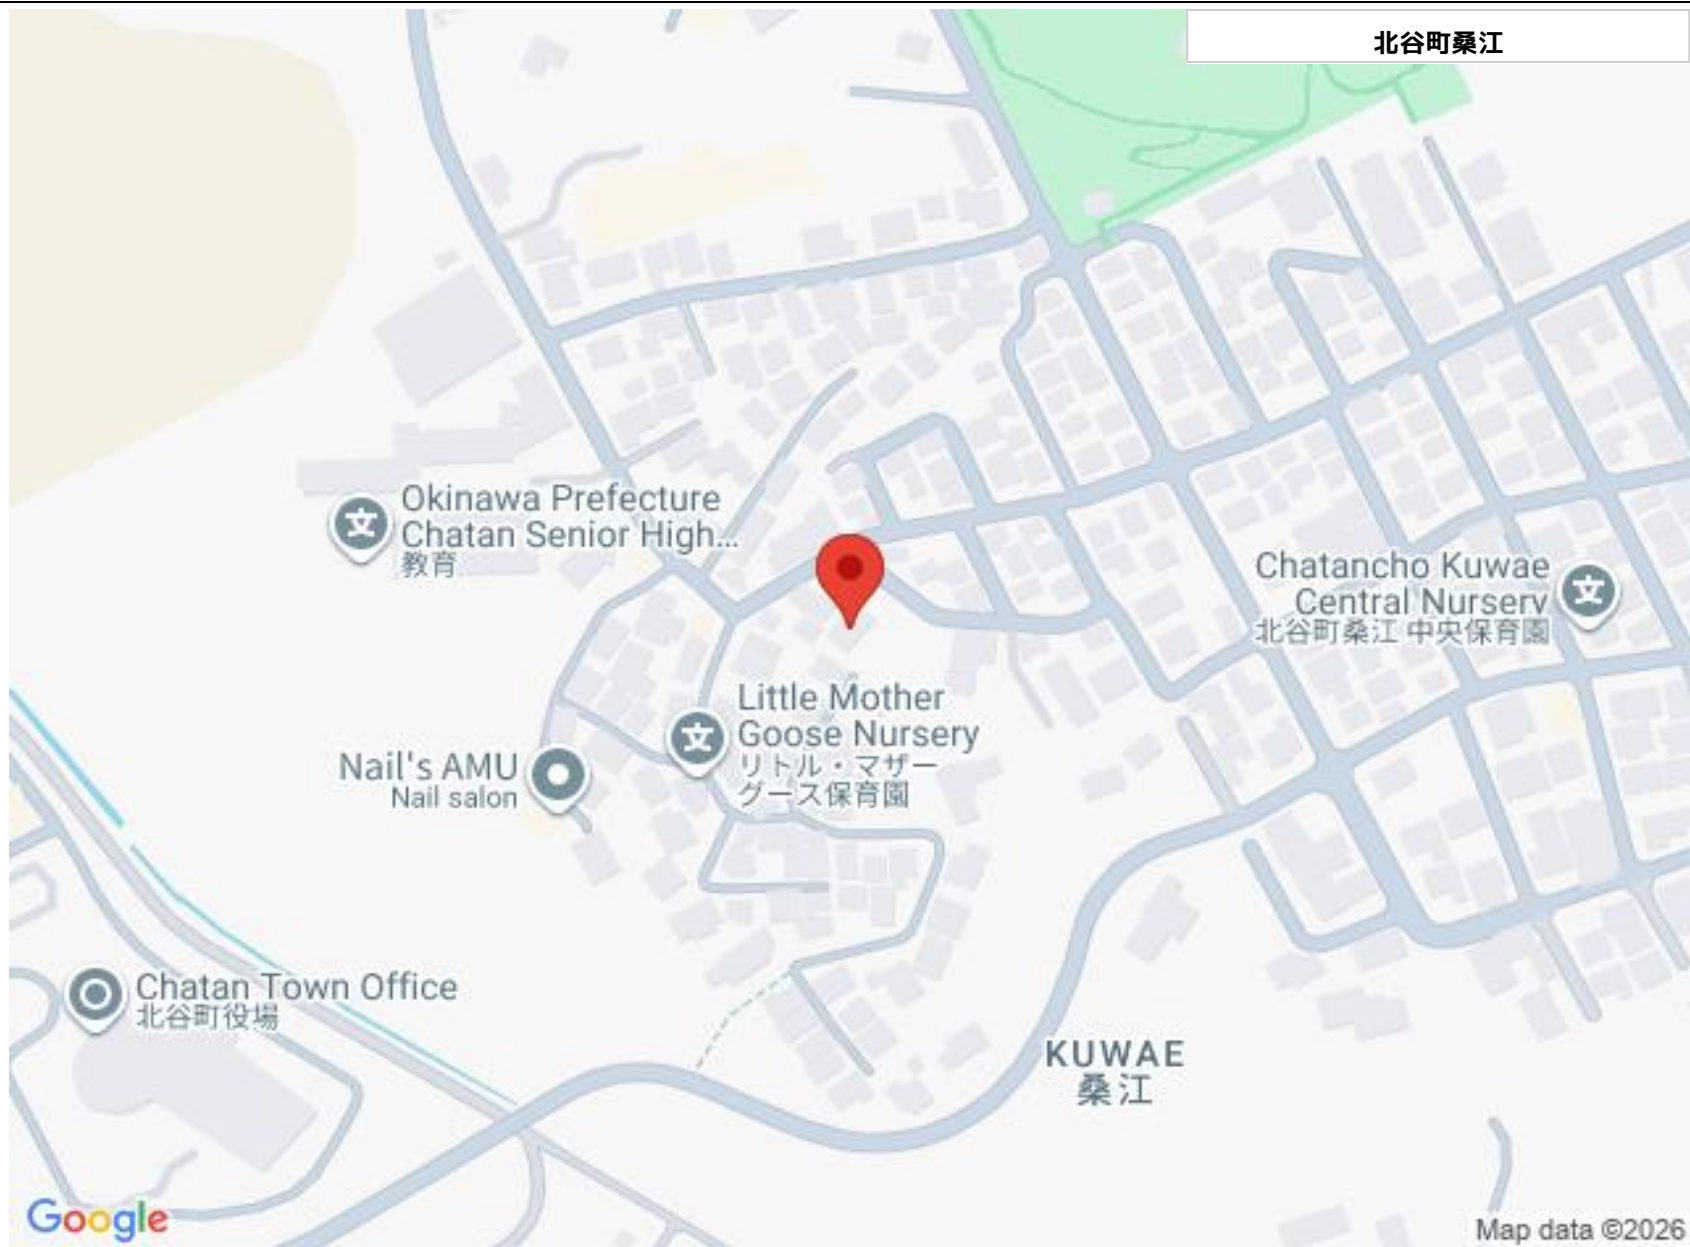 北谷町桑江
Okinawa Prefecture
Chatan Senior High...
教育
Chatancho Kuwae
Central Nursery
北谷町桑江 中央保育園
Little Mother
Goose Nursery
リトル・マザー
グース保育園
Nail's AMU
Nail salon
Chatan Town Office
北谷町役場
KUWAE
桑江
Google
Map data ©2026